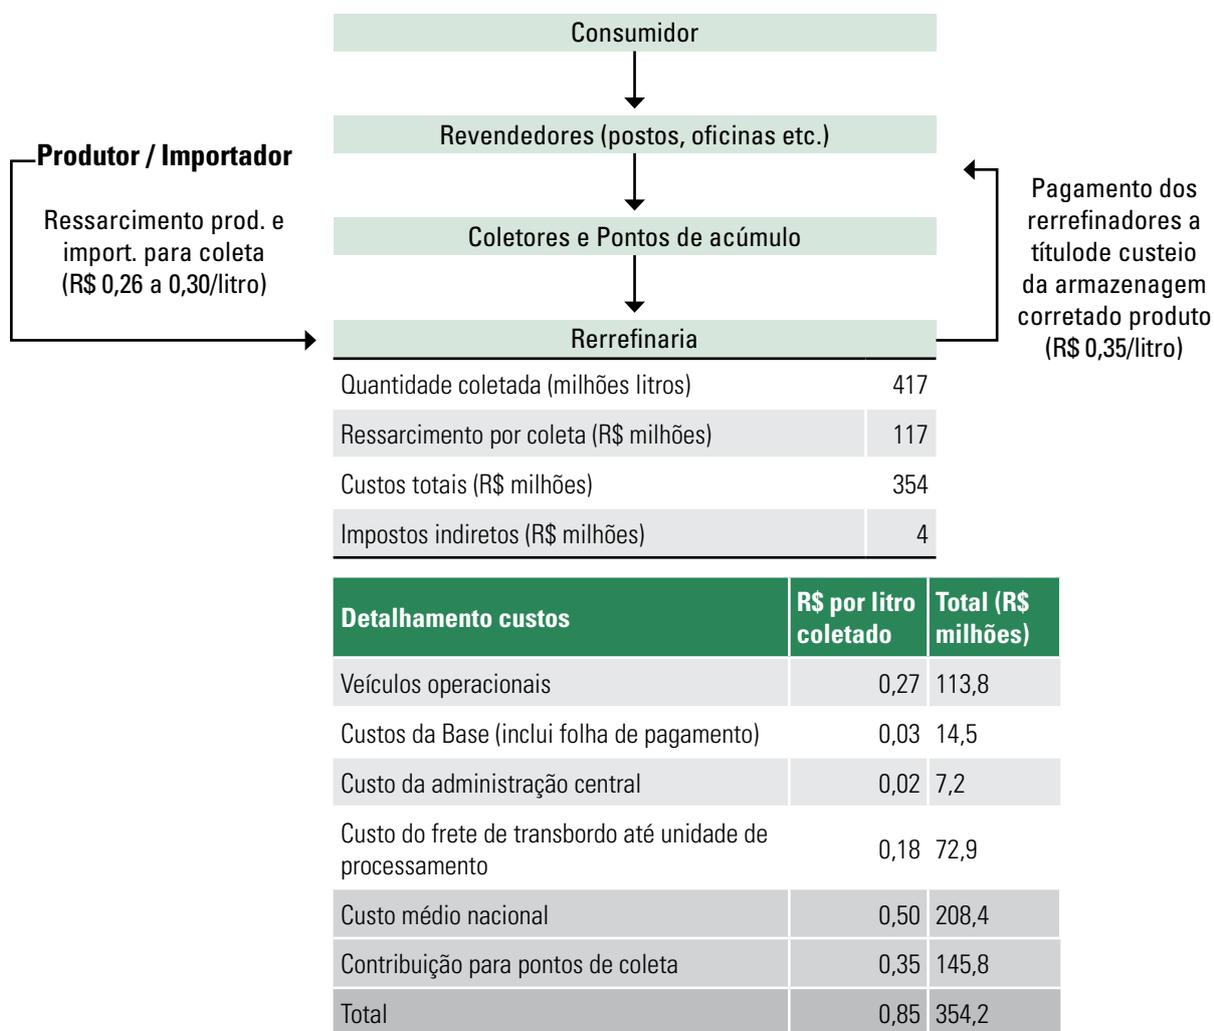 Consumidor
Revendedores (postos, oficinas etc.)
Produtor / Importador
Ressarcimento prod. e
import. para coleta
(R$ 0,26 a 0,30/litro)
Coletores e Pontos de acúmulo
Pagamento dos
rerrefinadores a
títulode custeio
da armazenagem
corretado produto
(R$ 0,35/litro)
Rerrefinaria
Quantidade coletada (milhões litros) 417
Ressarcimento por coleta (R$ milhões) 117
Custos totais (R$ milhões) 354
Impostos indiretos (R$ milhões) 4
Detalhamento custos
R$ por litro
coletado
Total (R$
milhões)
Veículos operacionais 0,27 113,8
Custos da Base (inclui folha de pagamento) 0,03 14,5
Custo da administração central 0,02 7,2
Custo do frete de transbordo até unidade de
processamento
0,18 72,9
Custo médio nacional 0,50 208,4
Contribuição para pontos de coleta 0,35 145,8
Total 0,85 354,2